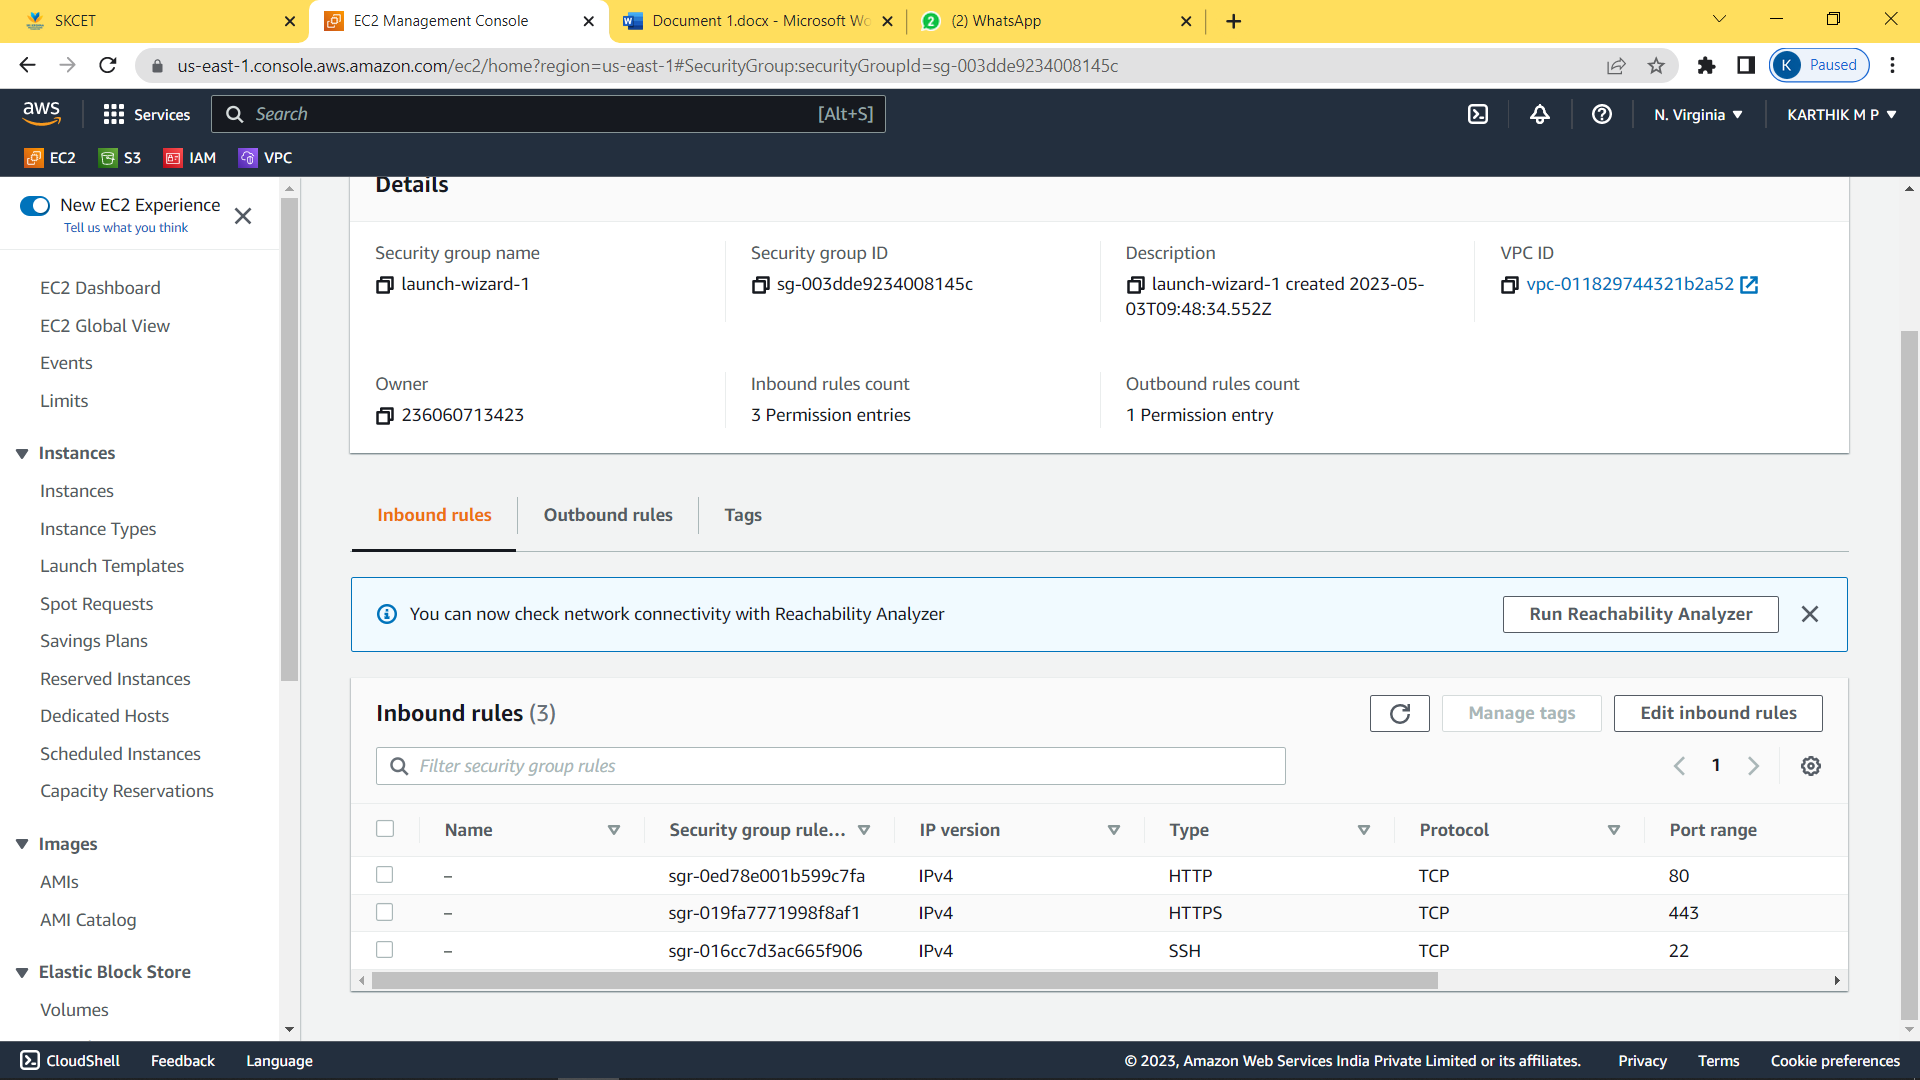 SKCET
EC2 Management Console
Document 1.docx - Microsoft Wo
(2) WhatsApp
us-east-1.console.aws.amazon.com/ec2/home?region=us-east-1#SecurityGroup:securityGroupId=sg-003dde9234008145c
K Paused
aws
Services
Search
[Alt+S]
N. Virginia
KARTHIK M P
EC2
S3
IAM
VPC
New EC2 Experience
Tell us what you think
EC2 Dashboard
EC2 Global View
Events
Limits
Instances
Instances
Instance Types
Launch Templates
Spot Requests
Savings Plans
Reserved Instances
Dedicated Hosts
Scheduled Instances
Capacity Reservations
Images
AMIs
AMI Catalog
Elastic Block Store
Volumes
Details
Security group name
launch-wizard-1
Security group ID
sg-003dde9234008145c
Description
launch-wizard-1 created 2023-05-
03T09:48:34.552Z
VPC ID
vpc-011829744321b2a52
Owner
236060713423
Inbound rules count
3 Permission entries
Outbound rules count
1 Permission entry
Inbound rules
Outbound rules
Tags
You can now check network connectivity with Reachability Analyzer
Run Reachability Analyzer
Inbound rules (3)
Manage tags
Edit inbound rules
Filter security group rules
1
Name Security group rule... IP version Type Protocol Port range
– sgr-0ed78e001b599c7fa IPv4 HTTP TCP 80
– sgr-019fa7771998f8af1 IPv4 HTTPS TCP 443
– sgr-016cc7d3ac665f906 IPv4 SSH TCP 22
CloudShell
Feedback
Language
© 2023, Amazon Web Services India Private Limited or its affiliates.
Privacy
Terms
Cookie preferences